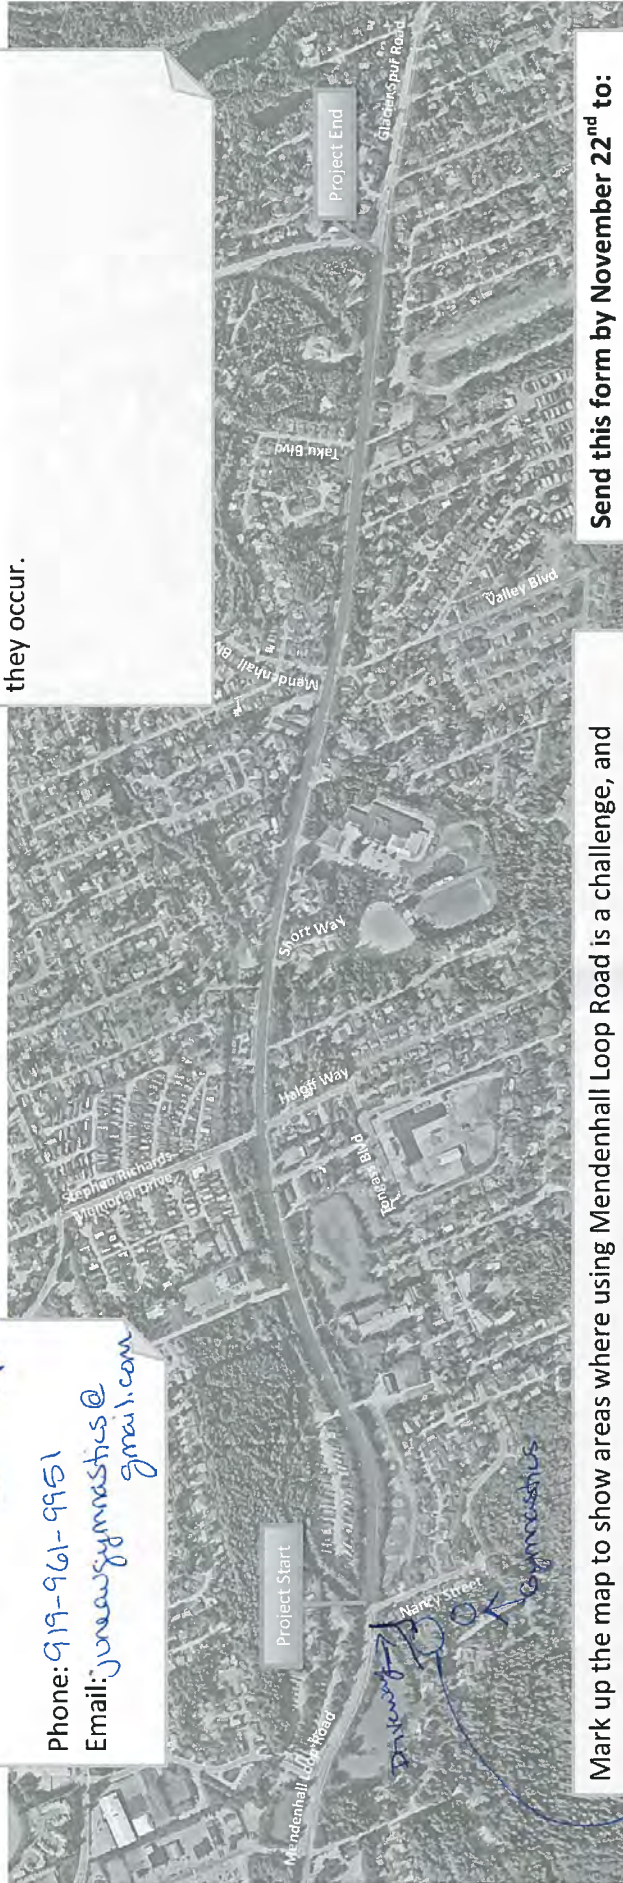 they occur.
Phone: 919-961-9951
Email: juneaugymnastics@
gmail.com
Project Start
Project End
Mendenhall Loop Road
Nancy Street
Driveway
Gymnastics
Stephen Richards
Memorial Drive
Haloff Way
Tongass Blvd
Short Way
Mendenhall Blv
Valley Blvd
Taku Blvd
Glacier Spur Road
Mark up the map to show areas where using Mendenhall Loop Road is a challenge, and
Send this form by November 22nd to: